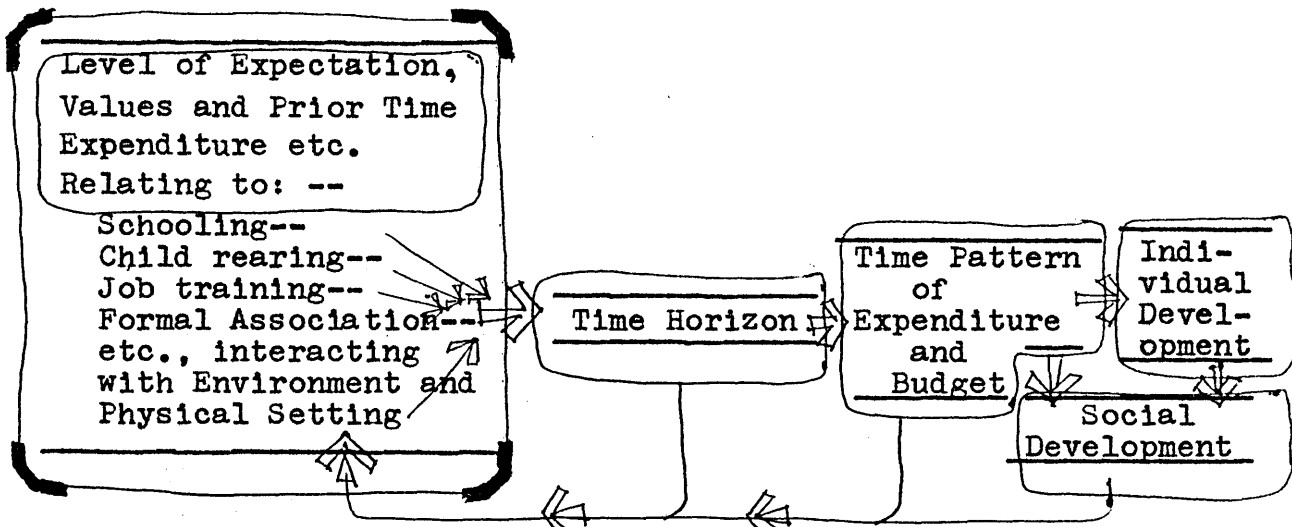 Level of Expectation,
Values and Prior Time
Expenditure etc.
Relating to: --
Schooling--
Child rearing--
Job training--
Formal Association--
etc., interacting
with Environment and
Physical Setting
Time Horizon
Time Pattern
of
Expenditure
and
Budget
Indi-
vidual
Devel-
opment
Social
Development